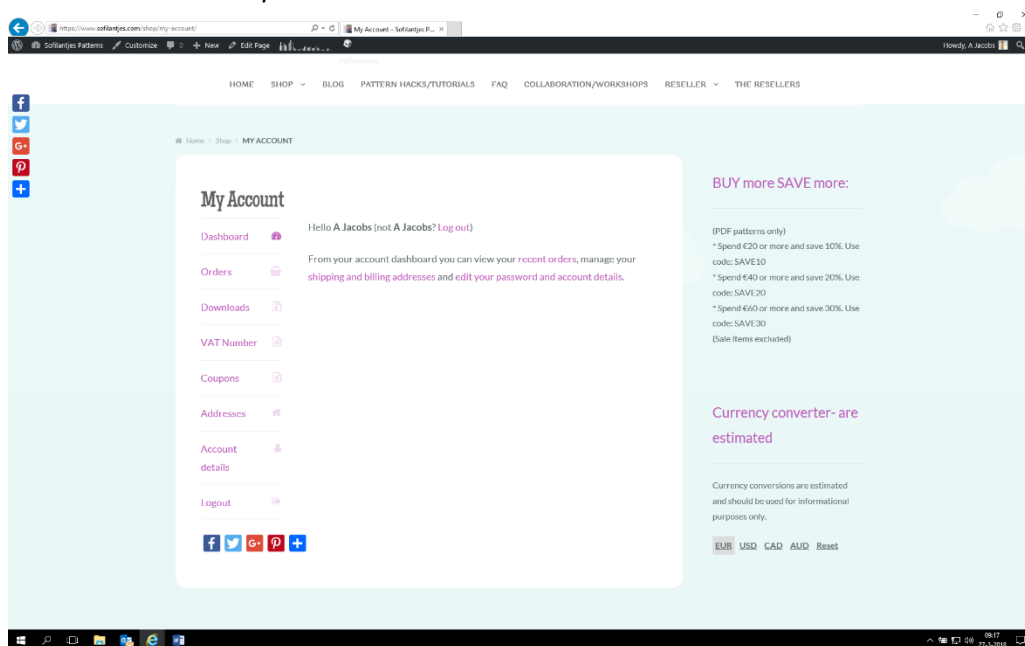 https://www.sofilantjes.com/shop/my-account/
My Account – Sofilantjes P...
Sofilantjes Patterns Customize 0 + New Edit Page
Howdy, A Jacobs
HOME SHOP BLOG PATTERN HACKS/TUTORIALS FAQ COLLABORATION/WORKSHOPS RESELLER THE RESELLERS
Home / Shop / MY ACCOUNT
My Account
Dashboard
Orders
Downloads
VAT Number
Coupons
Addresses
Account
details
Logout
Hello A Jacobs (not A Jacobs? Log out)
From your account dashboard you can view your recent orders, manage your
shipping and billing addresses and edit your password and account details.
BUY more SAVE more:
(PDF patterns only)
* Spend €20 or more and save 10%. Use
code: SAVE10
* Spend €40 or more and save 20%. Use
code: SAVE20
* Spend €60 or more and save 30%. Use
code: SAVE30
(Sale Items excluded)
Currency converter- are
estimated
Currency conversions are estimated
and should be used for informational
purposes only.
EUR USD CAD AUD Reset
09:17
27-3-2018